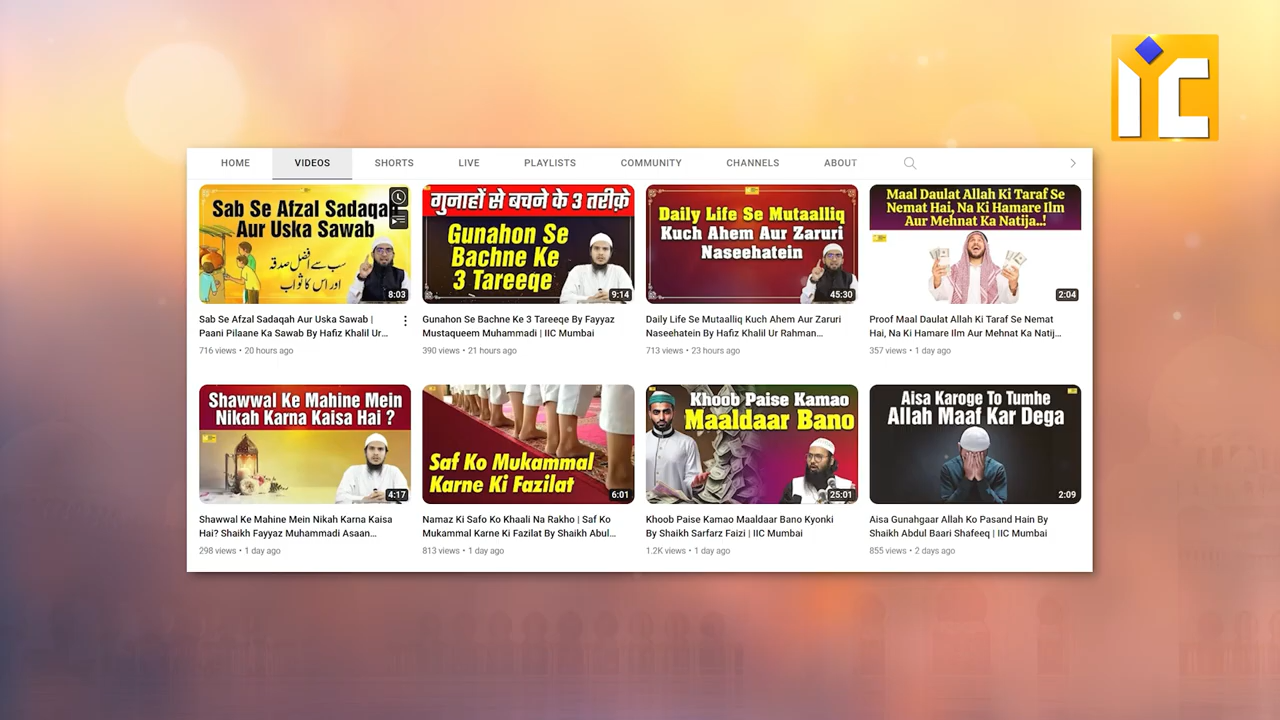 IIC
HOME VIDEOS SHORTS LIVE PLAYLISTS COMMUNITY CHANNELS ABOUT
Sab Se Afzal Sadaqah
Aur Uska Sawab
سب سے افضل صدقہ
اور اس کا ثواب
8:03
Sab Se Afzal Sadaqah Aur Uska Sawab |
Paani Pilaane Ka Sawab By Hafiz Khalil Ur...
716 views • 20 hours ago
गुनाहों से बचने के 3 तरीक़े
Gunahon Se
Bachne Ke
3 Tareeqe
9:14
Gunahon Se Bachne Ke 3 Tareeqe By Fayyaz
Mustaqueem Muhammadi | IIC Mumbai
390 views • 21 hours ago
Daily Life Se Mutaalliq
Kuch Ahem Aur Zaruri
Naseehatein
45:30
Daily Life Se Mutaalliq Kuch Ahem Aur Zaruri
Naseehatein By Hafiz Khalil Ur Rahman...
713 views • 23 hours ago
Maal Daulat Allah Ki Taraf Se
Nemat Hai, Na Ki Hamare Ilm
Aur Mehnat Ka Natija..!
2:04
Proof Maal Daulat Allah Ki Taraf Se Nemat
Hai, Na Ki Hamare Ilm Aur Mehnat Ka Natij...
357 views • 1 day ago
Shawwal Ke Mahine Mein
Nikah Karna Kaisa Hai ?
4:17
Shawwal Ke Mahine Mein Nikah Karna Kaisa
Hai? Shaikh Fayyaz Muhammadi Asaan...
298 views • 1 day ago
Saf Ko Mukammal
Karne Ki Fazilat
6:01
Namaz Ki Safo Ko Khaali Na Rakho | Saf Ko
Mukammal Karne Ki Fazilat By Shaikh Abul...
813 views • 1 day ago
Khoob Paise Kamao
Maaldaar Bano
25:01
Khoob Paise Kamao Maaldaar Bano Kyonki
By Shaikh Sarfarz Faizi | IIC Mumbai
1.2K views • 1 day ago
Aisa Karoge To Tumhe
Allah Maaf Kar Dega
2:09
Aisa Gunahgaar Allah Ko Pasand Hain By
Shaikh Abdul Baari Shafeeq | IIC Mumbai
855 views • 2 days ago